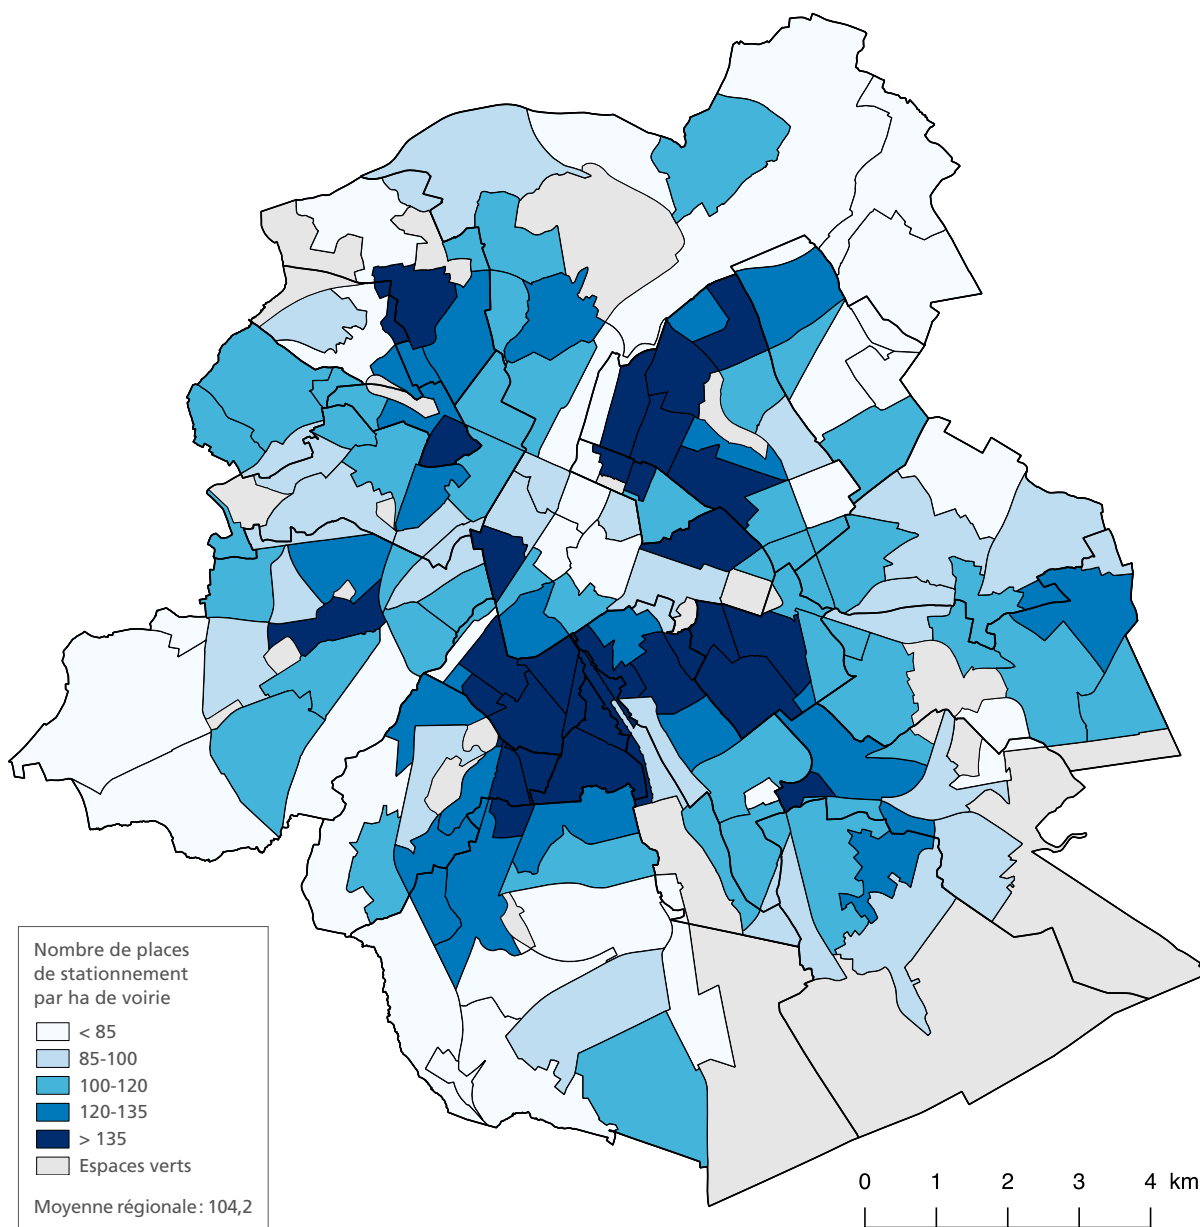 Nombre de places
de stationnement
par ha de voirie
< 85
85-100
100-120
120-135
> 135
Espaces verts
Moyenne régionale : 104,2
0 1 2 3 4 km